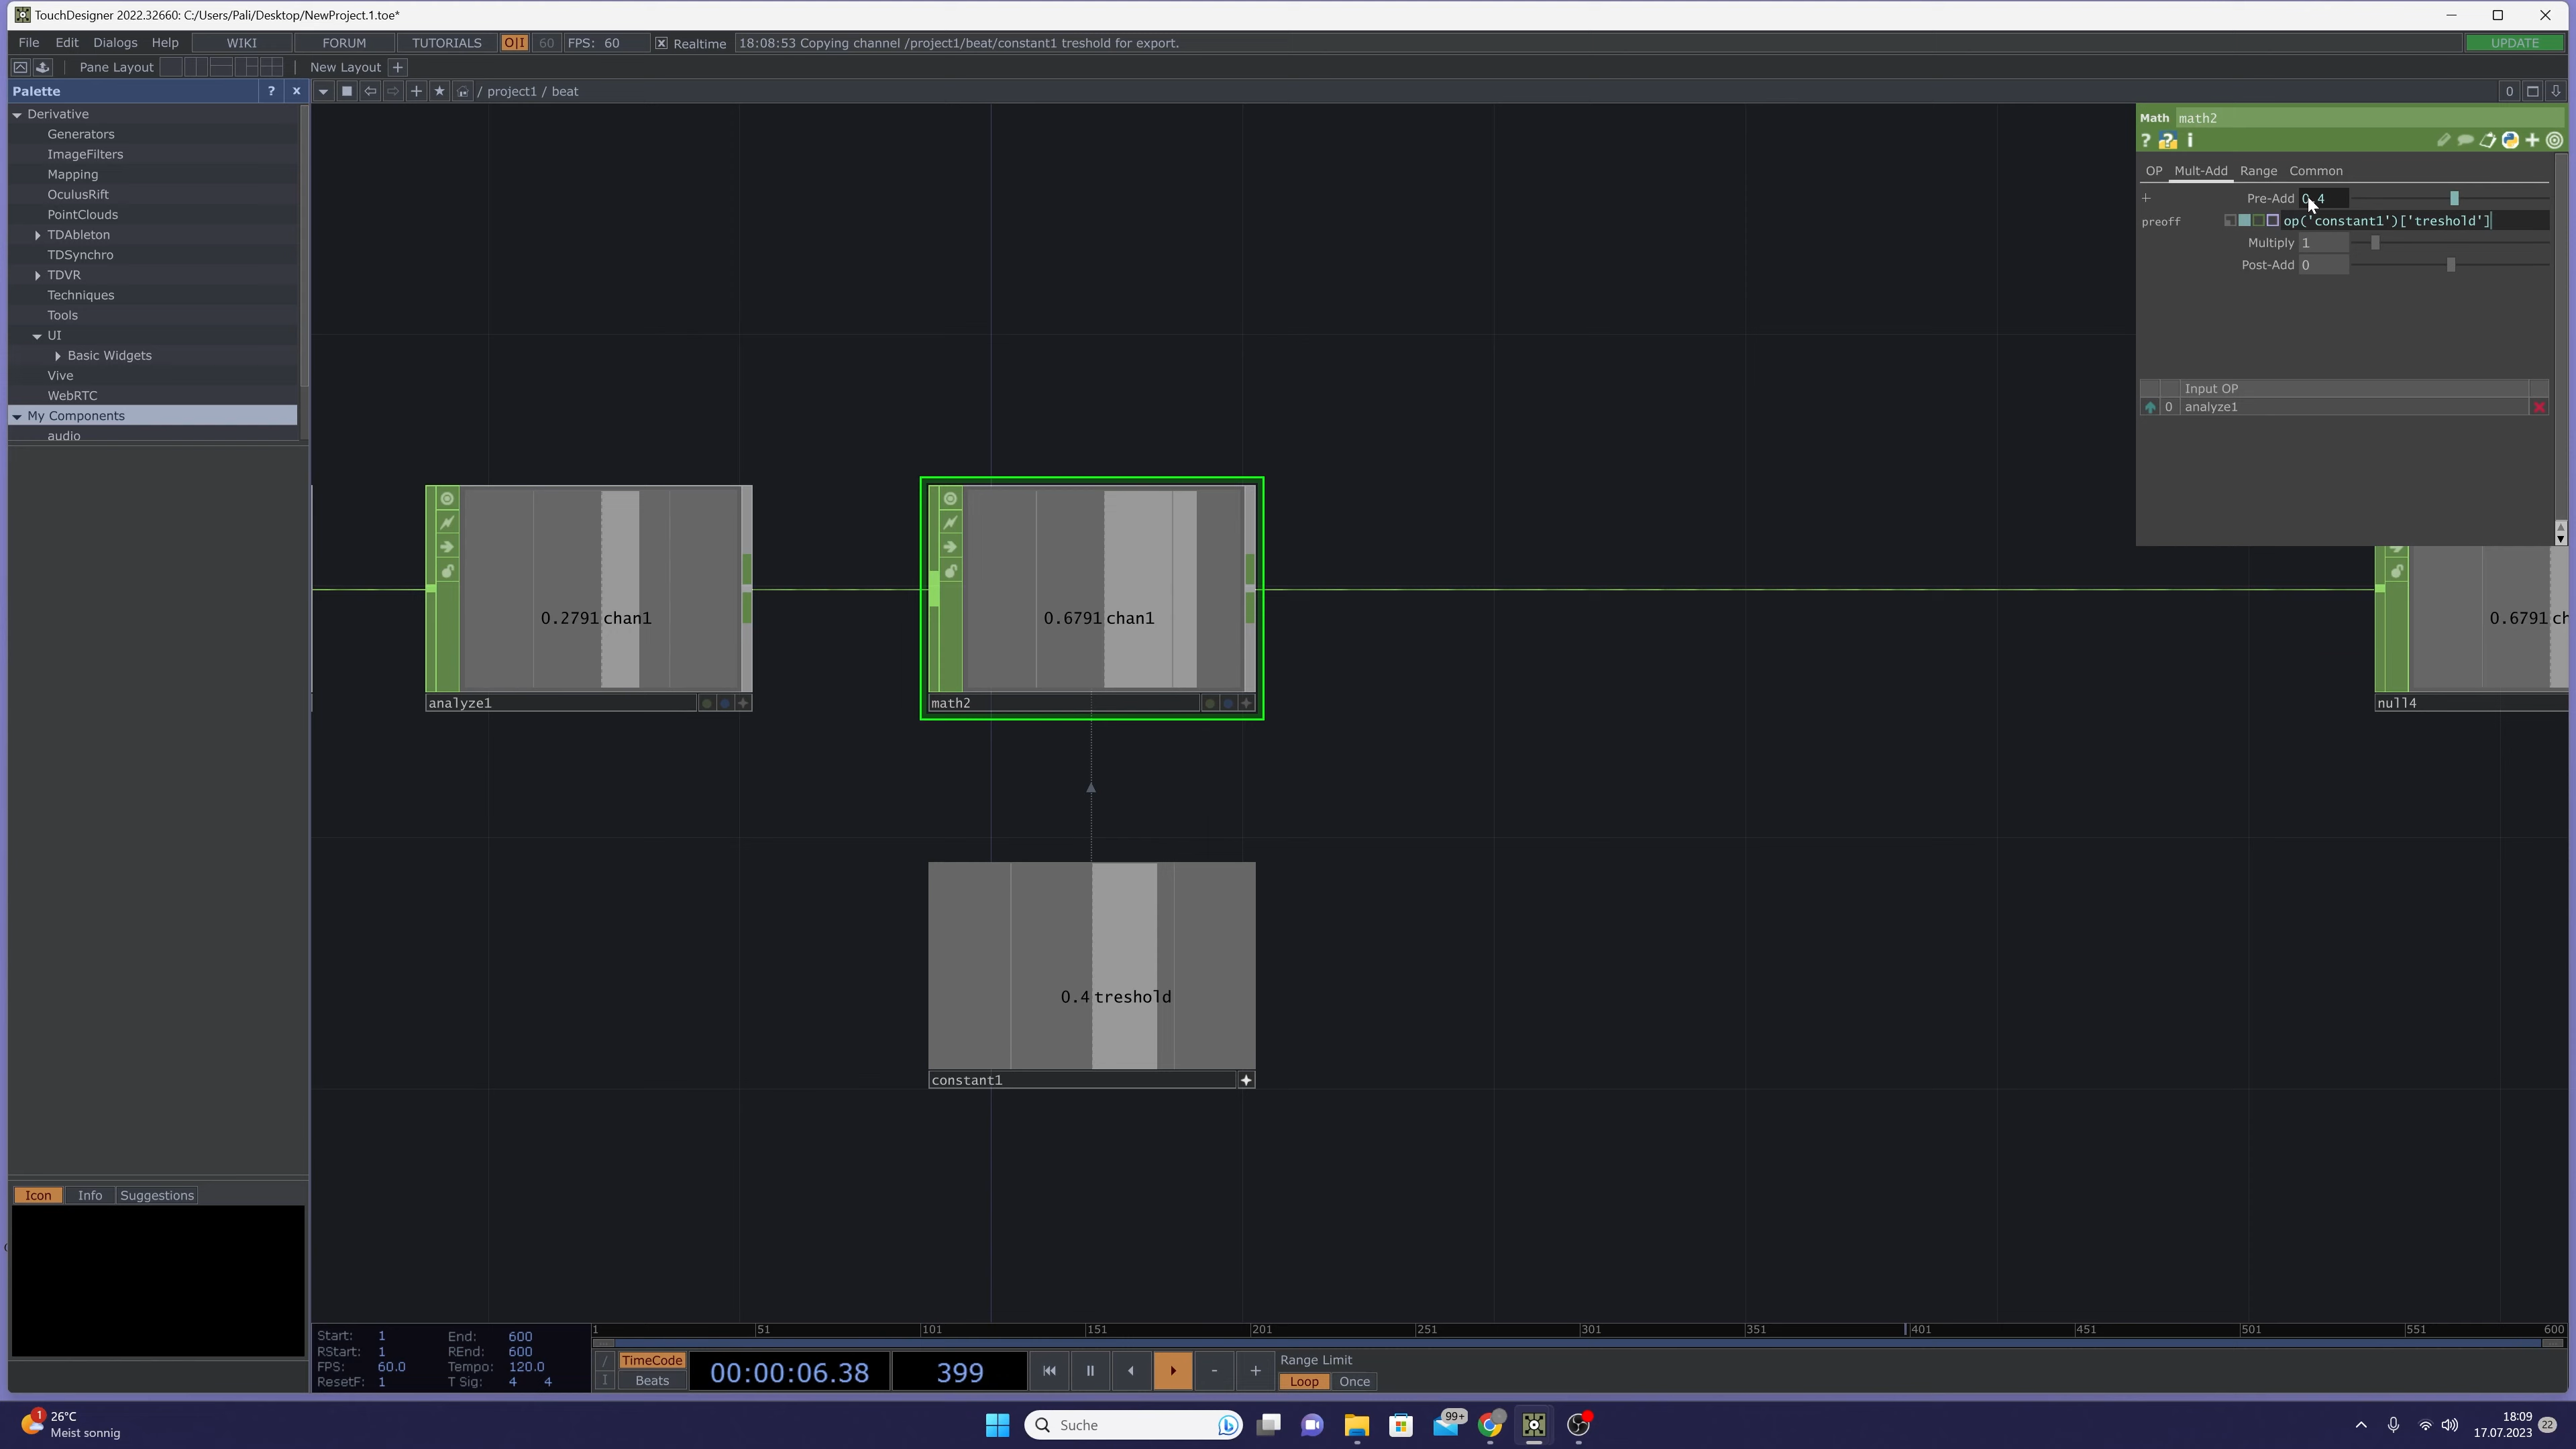 TouchDesigner 2022.32660: C:/Users/Pali/Desktop/NewProject.1.toe*
File Edit Dialogs Help WIKI FORUM TUTORIALS O|I 60 FPS: 60 Realtime 18:08:53 Copying channel /project1/beat/constant1 treshold for export. UPDATE
Pane Layout New Layout +
Palette ? x / project1 / beat 0
Derivative
Generators
ImageFilters
Mapping
OculusRift
PointClouds
TDAbleton
TDSynchro
TDVR
Techniques
Tools
UI
Basic Widgets
Vive
WebRTC
My Components
audio
Math math2
OP Mult-Add Range Common
Pre-Add 0.4
preoff op('constant1')['treshold']
Multiply 1
Post-Add 0
Input OP
0 analyze1
0.2791 chan1
analyze1
0.6791 chan1
math2
0.6791 ch
null4
0.4 treshold
constant1
Icon Info Suggestions
Start: 1 End: 600
RStart: 1 REnd: 600
FPS: 60.0 Tempo: 120.0
ResetF: 1 T Sig: 4 4
1 51 101 151 201 251 301 351 401 451 501 551 600
TimeCode
Beats
00:00:06.38
399
Range Limit
Loop Once
1
26°C
Meist sonnig
Suche
99+
18:09
17.07.2023
22